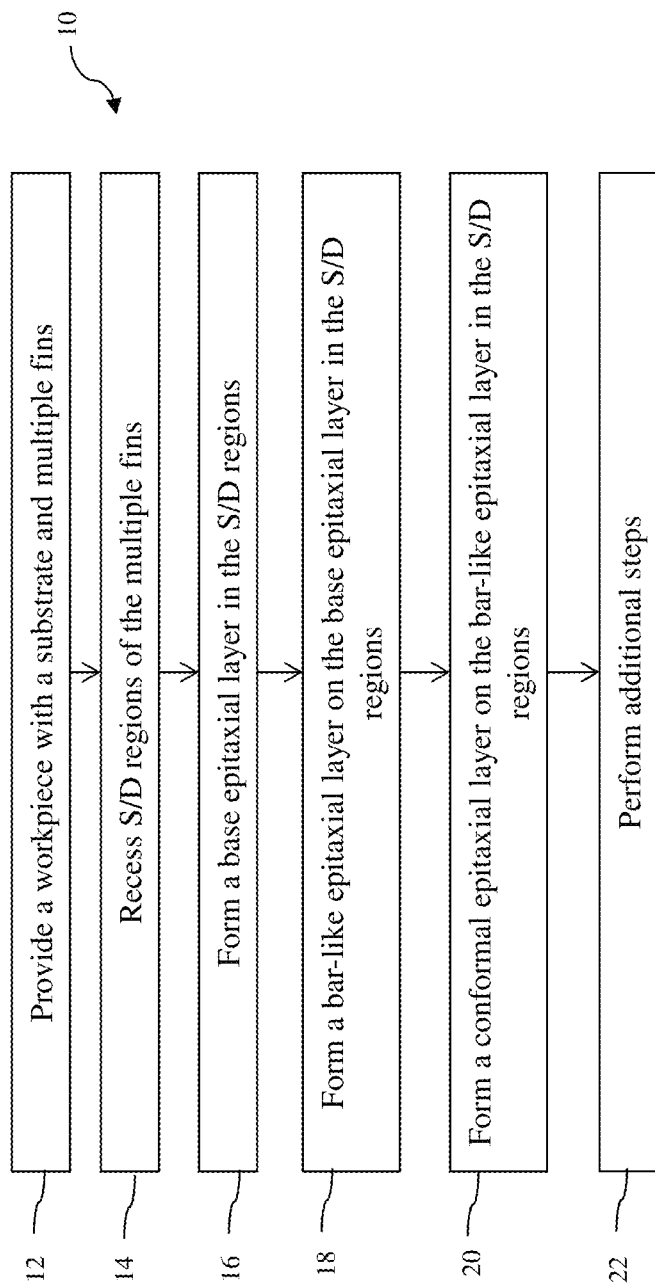 10
12
Provide a workpiece with a substrate and multiple fins
14
Recess S/D regions of the multiple fins
16
Form a base epitaxial layer in the S/D regions
18
Form a bar-like epitaxial layer on the base epitaxial layer in the S/D
regions
20
Form a conformal epitaxial layer on the bar-like epitaxial layer in the S/D
regions
22
Perform additional steps